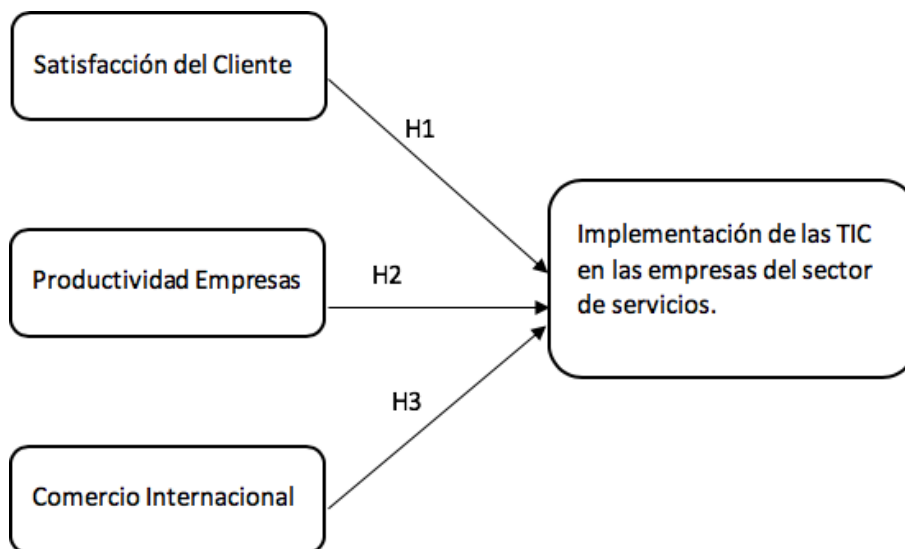 Satisfacción del Cliente
H1
Implementación de las TIC
en las empresas del sector
de servicios.
Productividad Empresas
H2
H3
Comercio Internacional